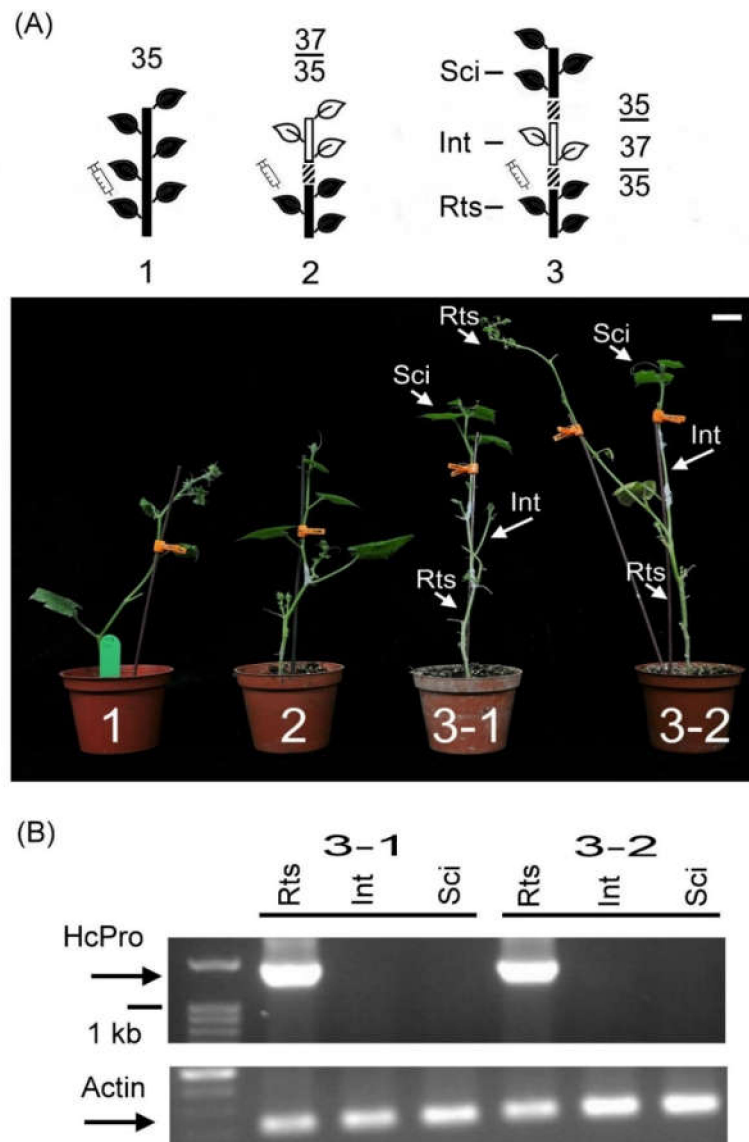 (A)
35
37
35
Sci
Int
Rts
35
37
35
1
2
3
Rts
Sci
Sci
Int
Int
Rts
Rts
1
2
3-1
3-2
(B)
3-1
3-2
Rts
Int
Sci
Rts
Int
Sci
HcPro
1 kb
Actin